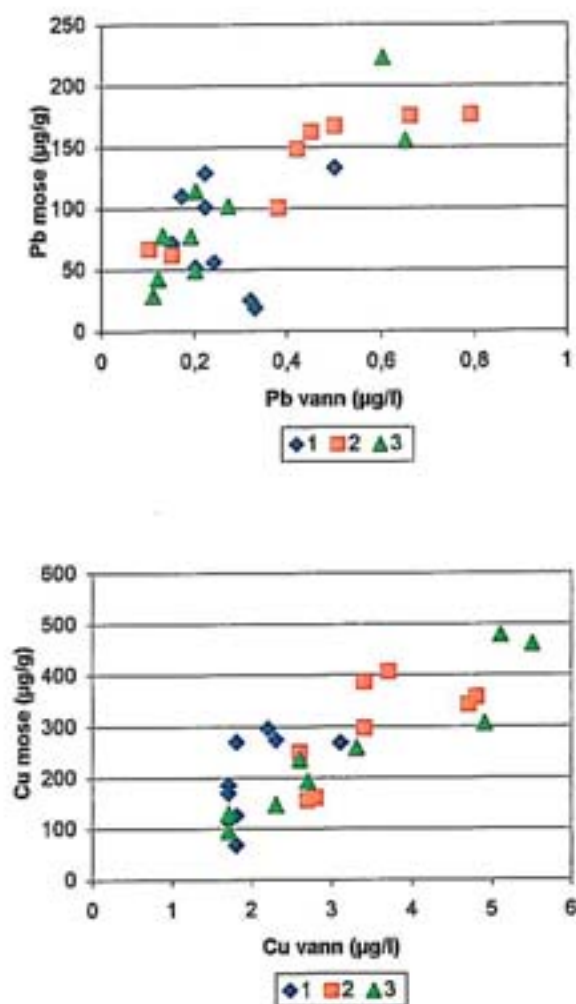 250
200
150
100
50
0
Pb mose (µg/g)
0 0,2 0,4 0,6 0,8 1
Pb vann (µg/l)
1 2 3
600
500
400
300
200
100
0
Cu mose (µg/g)
0 1 2 3 4 5 6
Cu vann (µg/l)
1 2 3